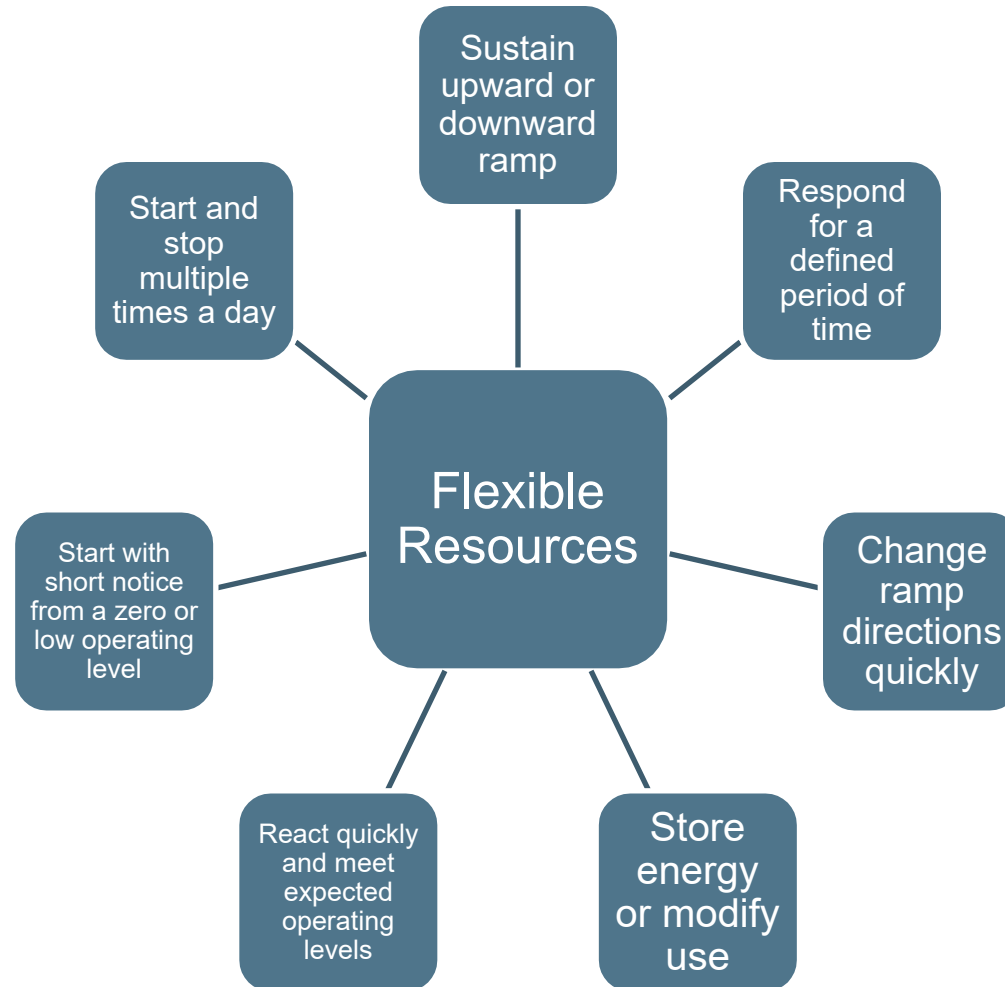 Sustain
upward or
downward
ramp
Respond
for a
defined
period of
time
Change
ramp
directions
quickly
Store
energy
or modify
use
React quickly
and meet
expected
operating
levels
Start with
short notice
from a zero or
low operating
level
Start and
stop
multiple
times a day
Flexible
Resources